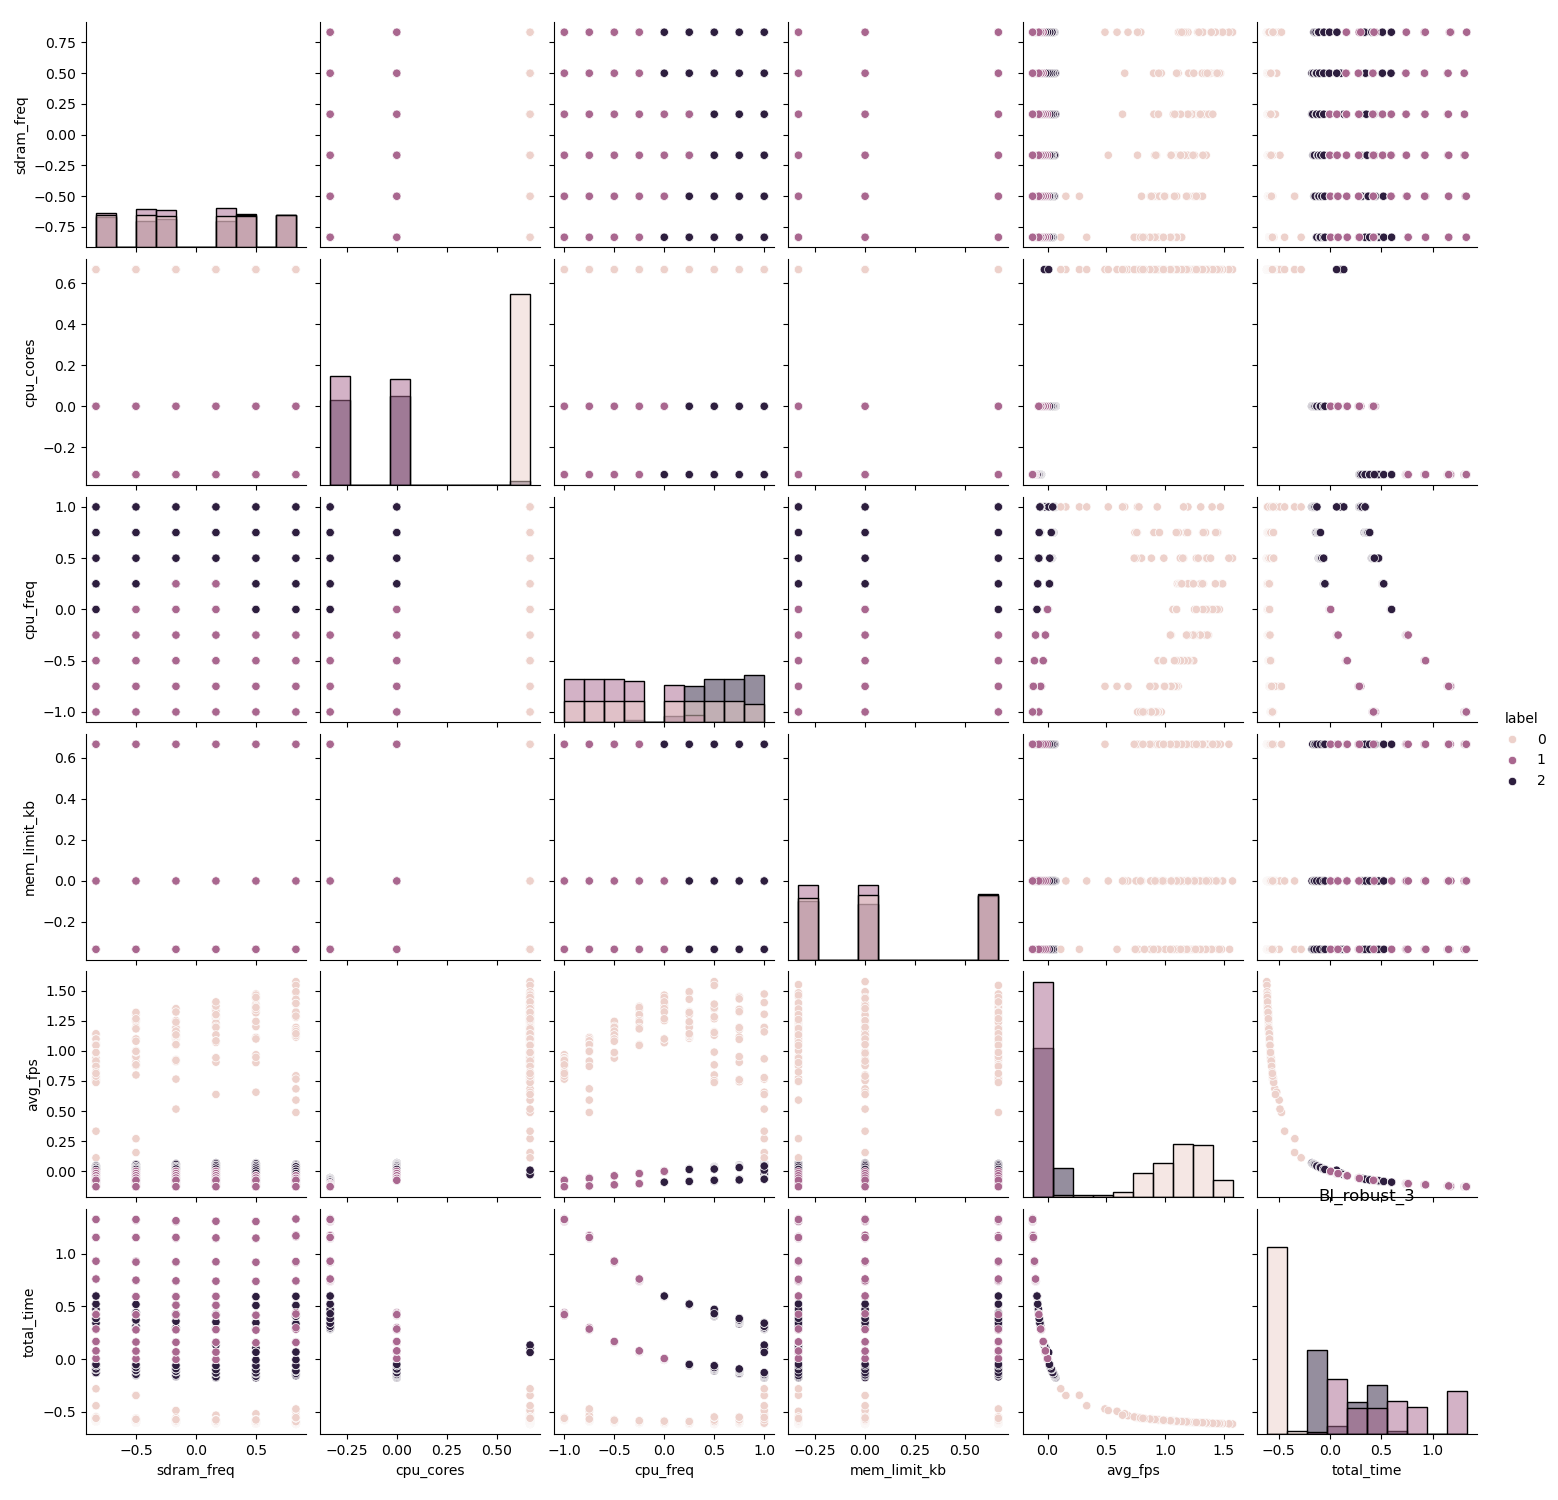 0.75
0.50
0.25
0.00
−0.25
−0.50
−0.75
sdram_freq
0.6
0.4
0.2
0.0
−0.2
cpu_cores
1.0
0.5
0.0
−0.5
−1.0
cpu_freq
label
0
1
2
0.6
0.4
0.2
0.0
−0.2
mem_limit_kb
1.50
1.25
1.00
0.75
0.50
0.25
0.00
avg_fps
BI_robust_3
1.0
0.5
0.0
−0.5
total_time
−0.5 0.0 0.5
−0.25 0.00 0.25 0.50
−1.0 −0.5 0.0 0.5 1.0
−0.25 0.00 0.25 0.50
0.0 0.5 1.0 1.5
−0.5 0.0 0.5 1.0
sdram_freq cpu_cores cpu_freq mem_limit_kb avg_fps total_time